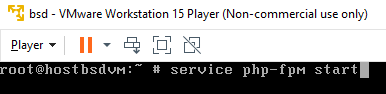 bsd - VMware Workstation 15 Player (Non-commercial use only)
Player
root@hostbsdvm:~ # service php-fpm start